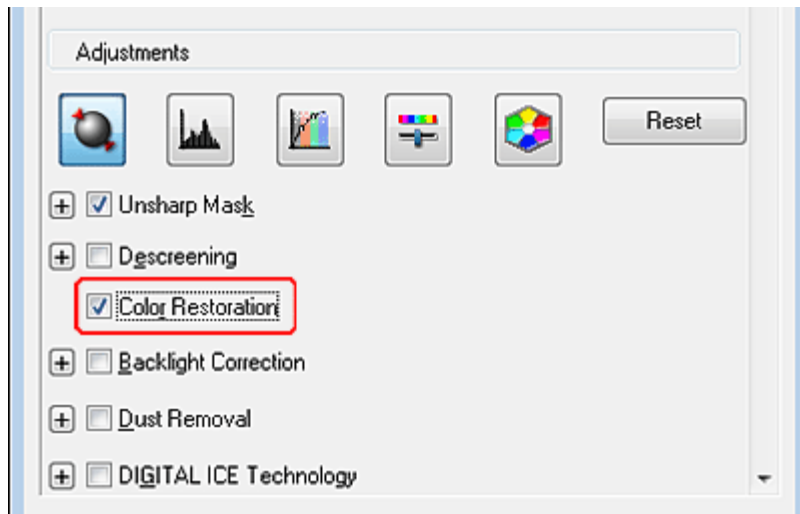 Adjustments
Reset
Unsharp Mask
Descreening
Color Restoration
Backlight Correction
Dust Removal
DIGITAL ICE Technology